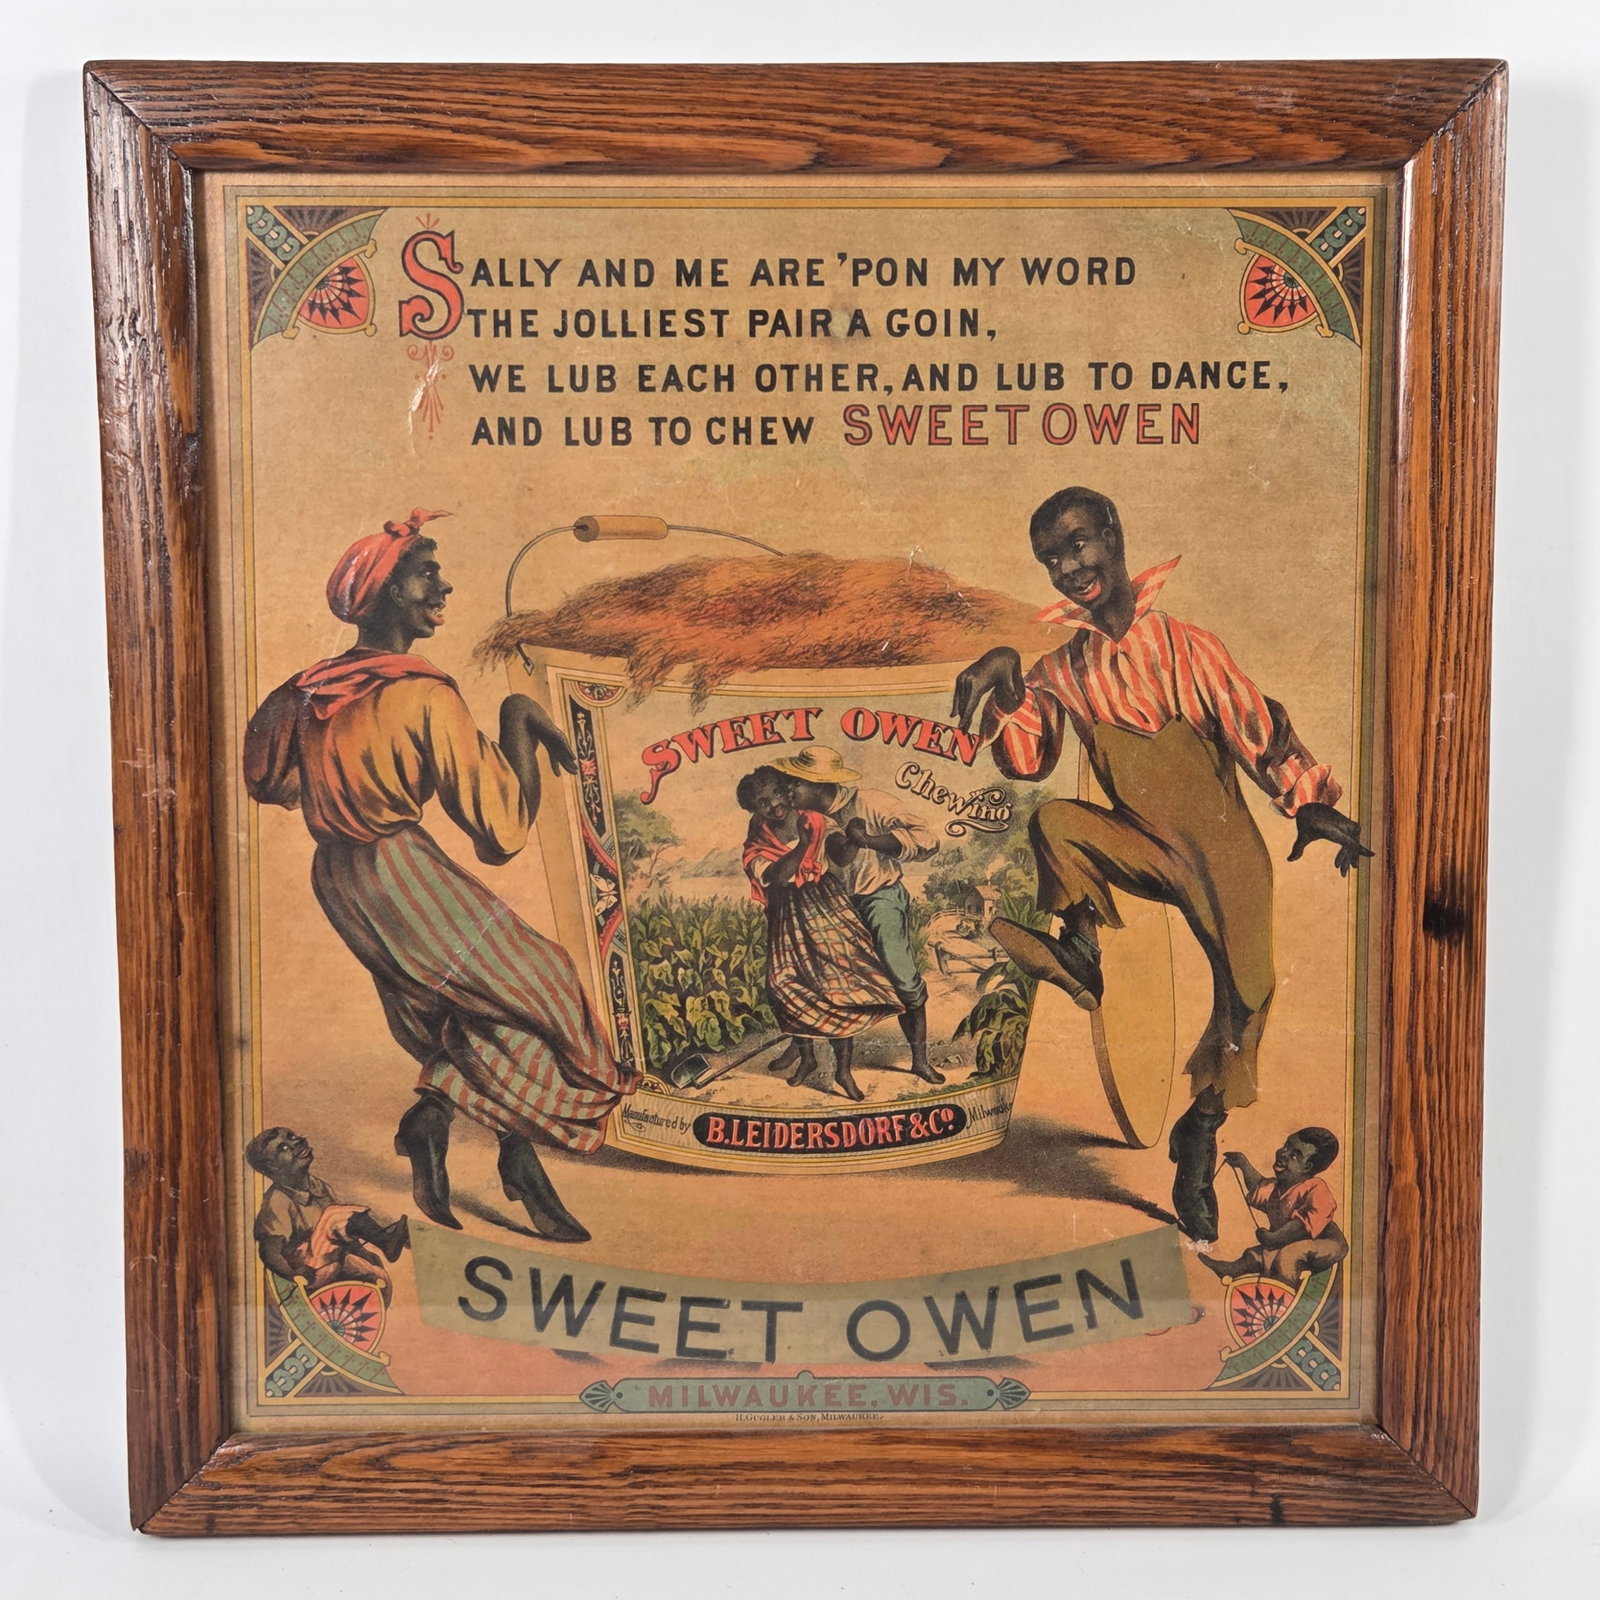 SALLY AND ME ARE 'PON MY WORD
THE JOLLIEST PAIR A GOIN,
WE LUB EACH OTHER, AND LUB TO DANCE,
AND LUB TO CHEW SWEET OWEN
SWEET OWEN
Chewing
Manufactured by B. LEIDERSDORF & Co. Milwauke
SWEET OWEN
MILWAUKEE, WIS.
H. GUGLER & SON, MILWAUKEE.